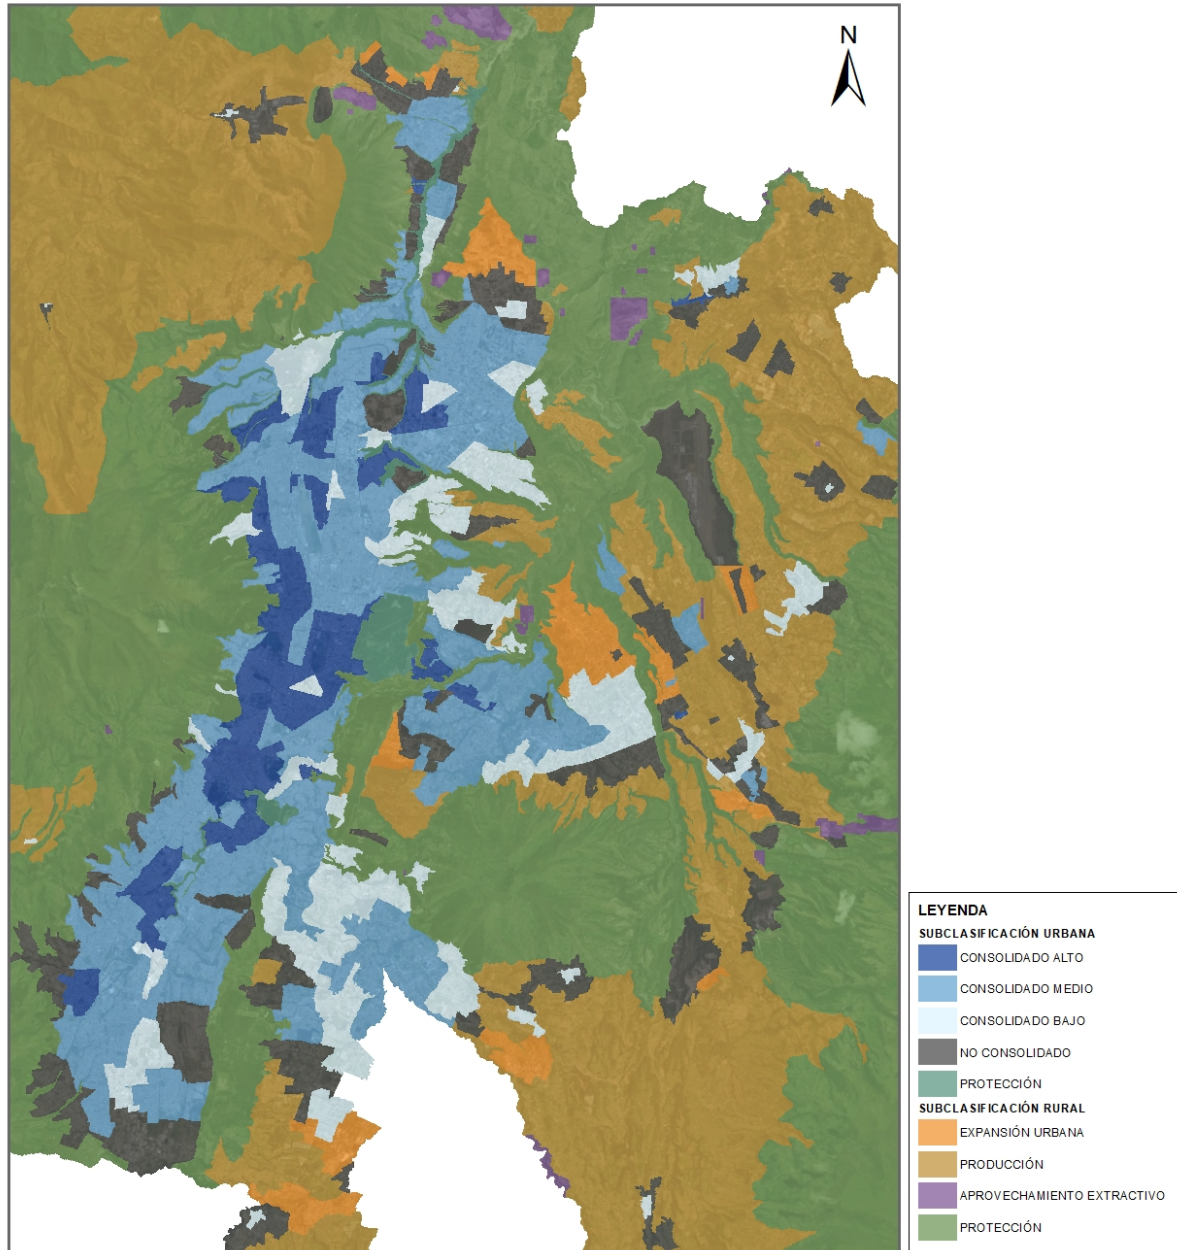 N
LEYENDA
SUBCLASIFICACIÓN URBANA
CONSOLIDADO ALTO
CONSOLIDADO MEDIO
CONSOLIDADO BAJO
NO CONSOLIDADO
PROTECCIÓN
SUBCLASIFICACIÓN RURAL
EXPANSIÓN URBANA
PRODUCCIÓN
APROVECHAMIENTO EXTRACTIVO
PROTECCIÓN